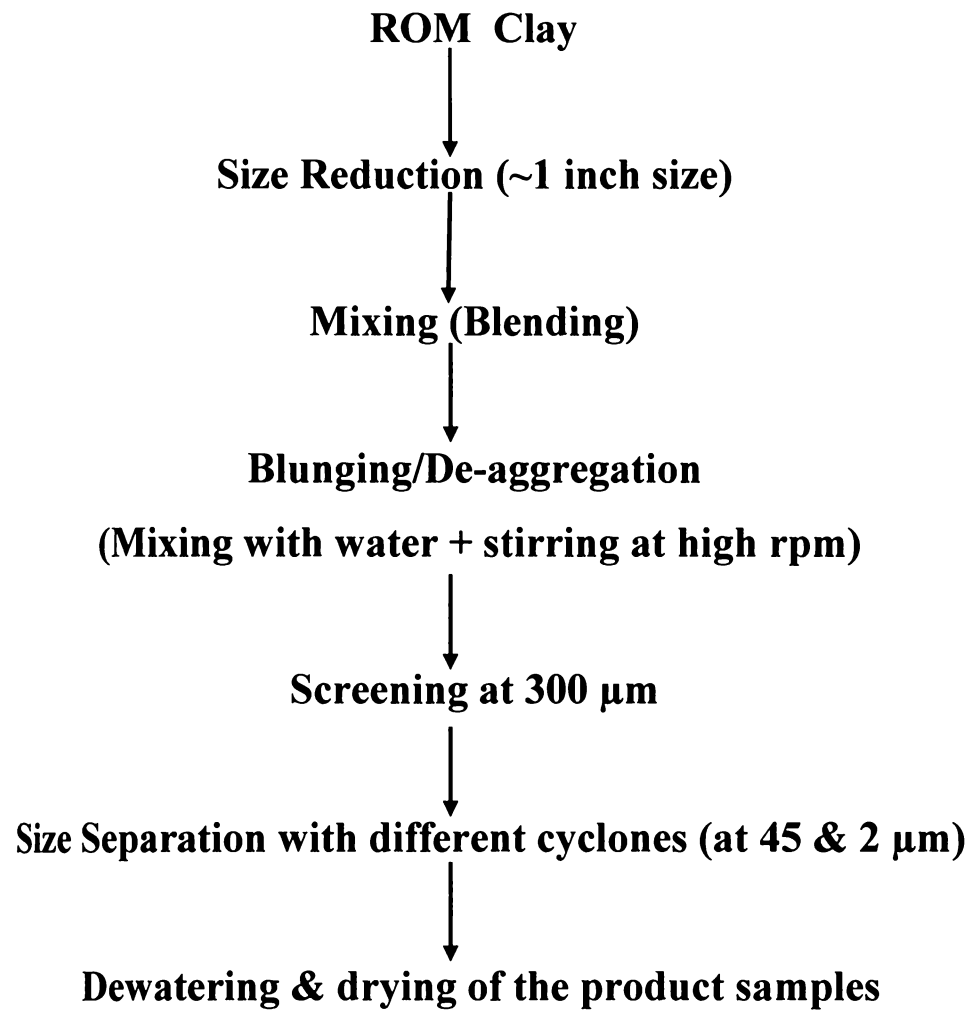 ROM Clay
Size Reduction (~1 inch size)
Mixing (Blending)
Blunging/De-aggregation
(Mixing with water + stirring at high rpm)
Screening at 300 µm
Size Separation with different cyclones (at 45 & 2 µm)
Dewatering & drying of the product samples